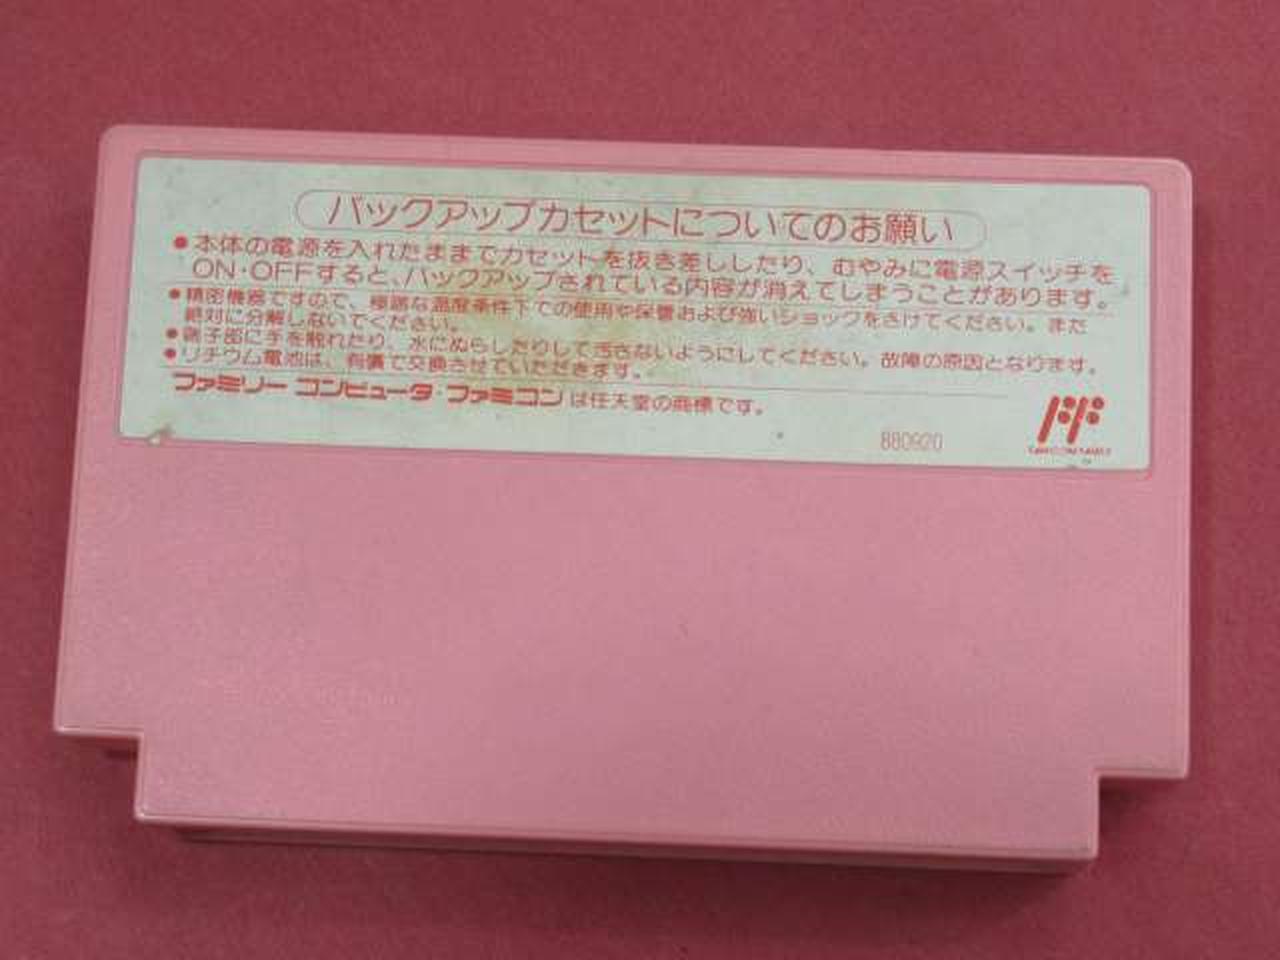 バックアップカセットについてのお願い
●本体の電源を入れたままでカセットを抜き差ししたり、むやみに電源スイッチを
ON・OFFすると、バックアップされている内容が消えてしまうことがあります。
●精密機器ですので、極端な温度条件下での使用や保管および強いショックをさけてください。また
絶対に分解しないでください。
●端子部に手を触れたり、水にぬらしたりして汚さないようにしてください。故障の原因となります。
●リチウム電池は、有償で交換させていただきます。
ファミリー コンピュータ・ファミコンは任天堂の商標です。
880920
FF